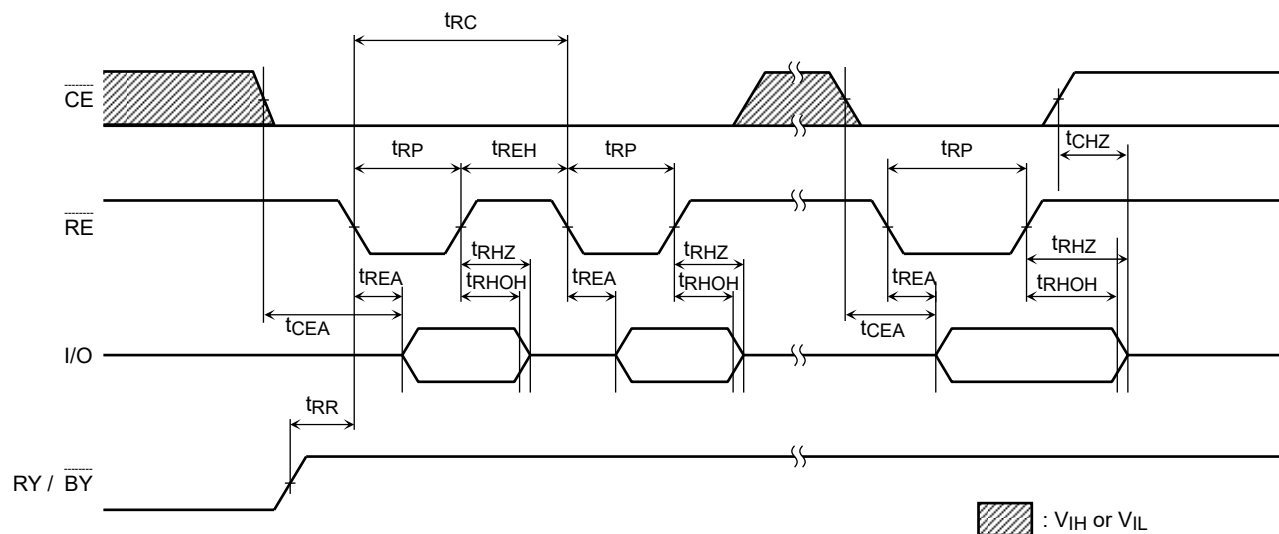 tRC
CE
tCHZ
tRP tREH tRP tRP
RE
tRHZ tRHZ tRHZ
tREA tREA tREA
tRHOH tRHOH tRHOH
tCEA tCEA
I/O
tRR
RY / BY
: VIH or VIL